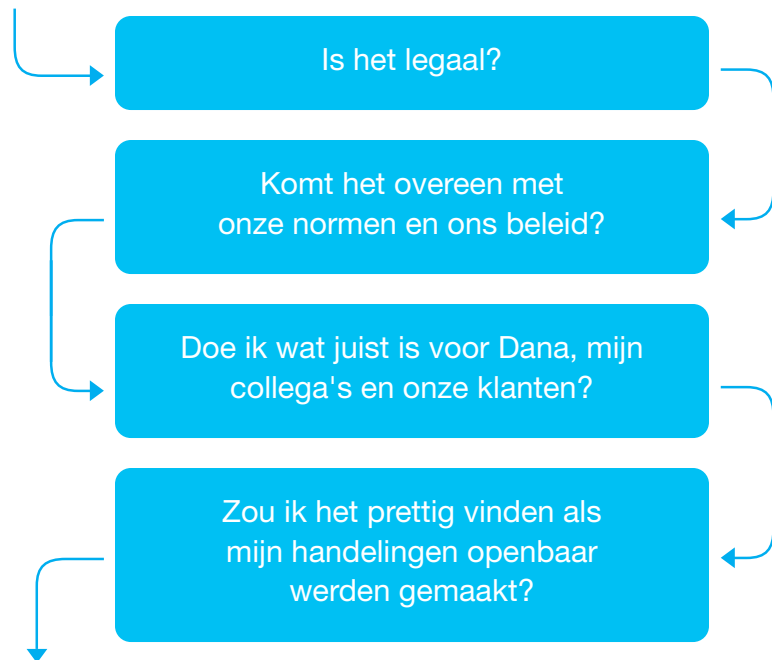 Is het legaal?
Komt het overeen met
onze normen en ons beleid?
Doe ik wat juist is voor Dana, mijn
collega's en onze klanten?
Zou ik het prettig vinden als
mijn handelingen openbaar
werden gemaakt?